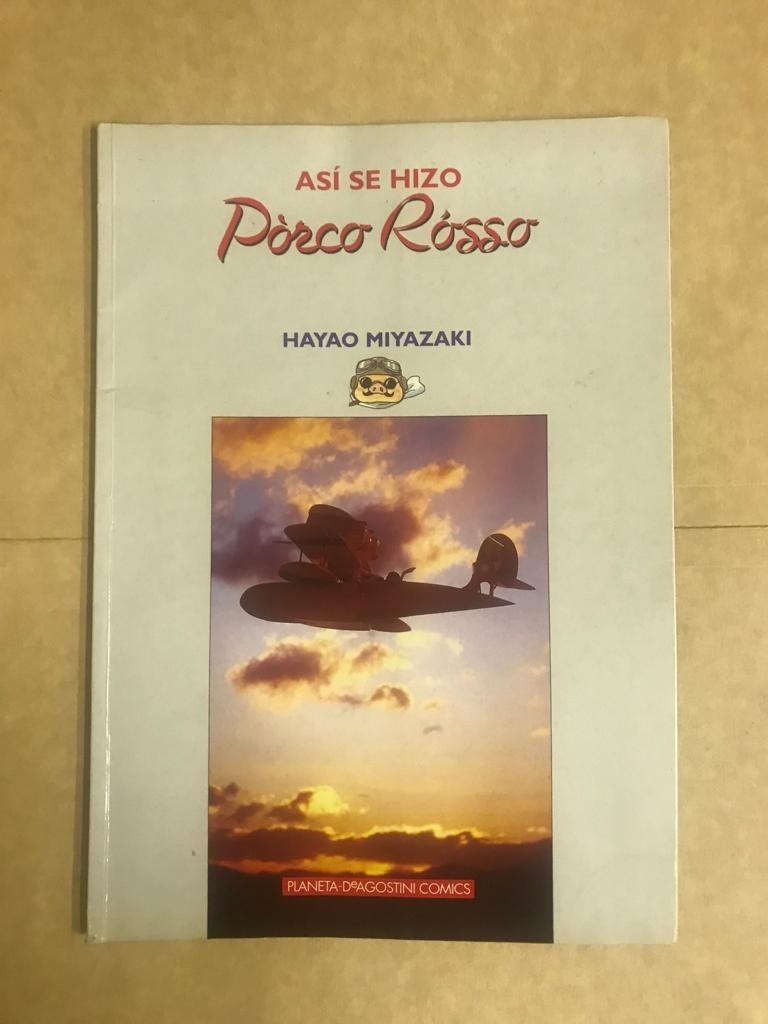 ASÍ SE HIZO
Pòrco Rósso
HAYAO MIYAZAKI
PLANETA-DeAGOSTINI COMICS